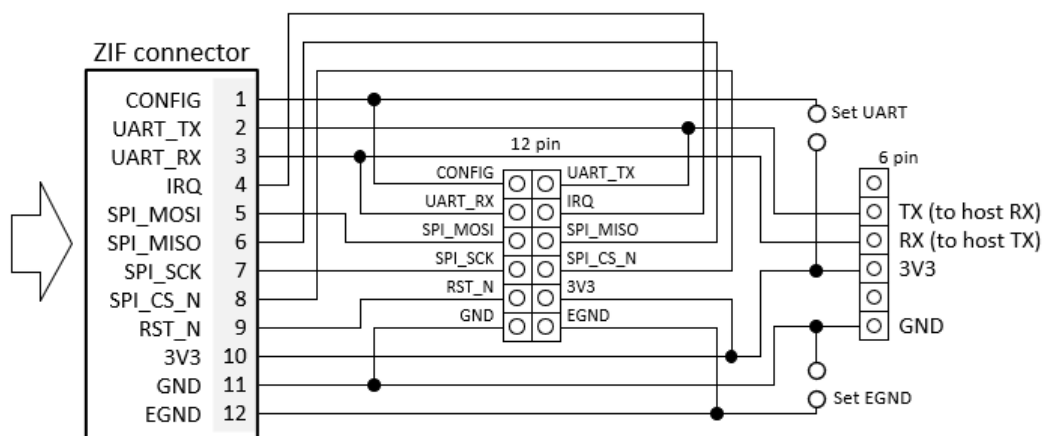 ZIF connector
CONFIG 1
UART_TX 2
UART_RX 3
IRQ 4
SPI_MOSI 5
SPI_MISO 6
SPI_SCK 7
SPI_CS_N 8
RST_N 9
3V3 10
GND 11
EGND 12
12 pin
CONFIG UART_TX
UART_RX IRQ
SPI_MOSI SPI_MISO
SPI_SCK SPI_CS_N
RST_N 3V3
GND EGND
Set UART
6 pin
TX (to host RX)
RX (to host TX)
3V3
GND
Set EGND